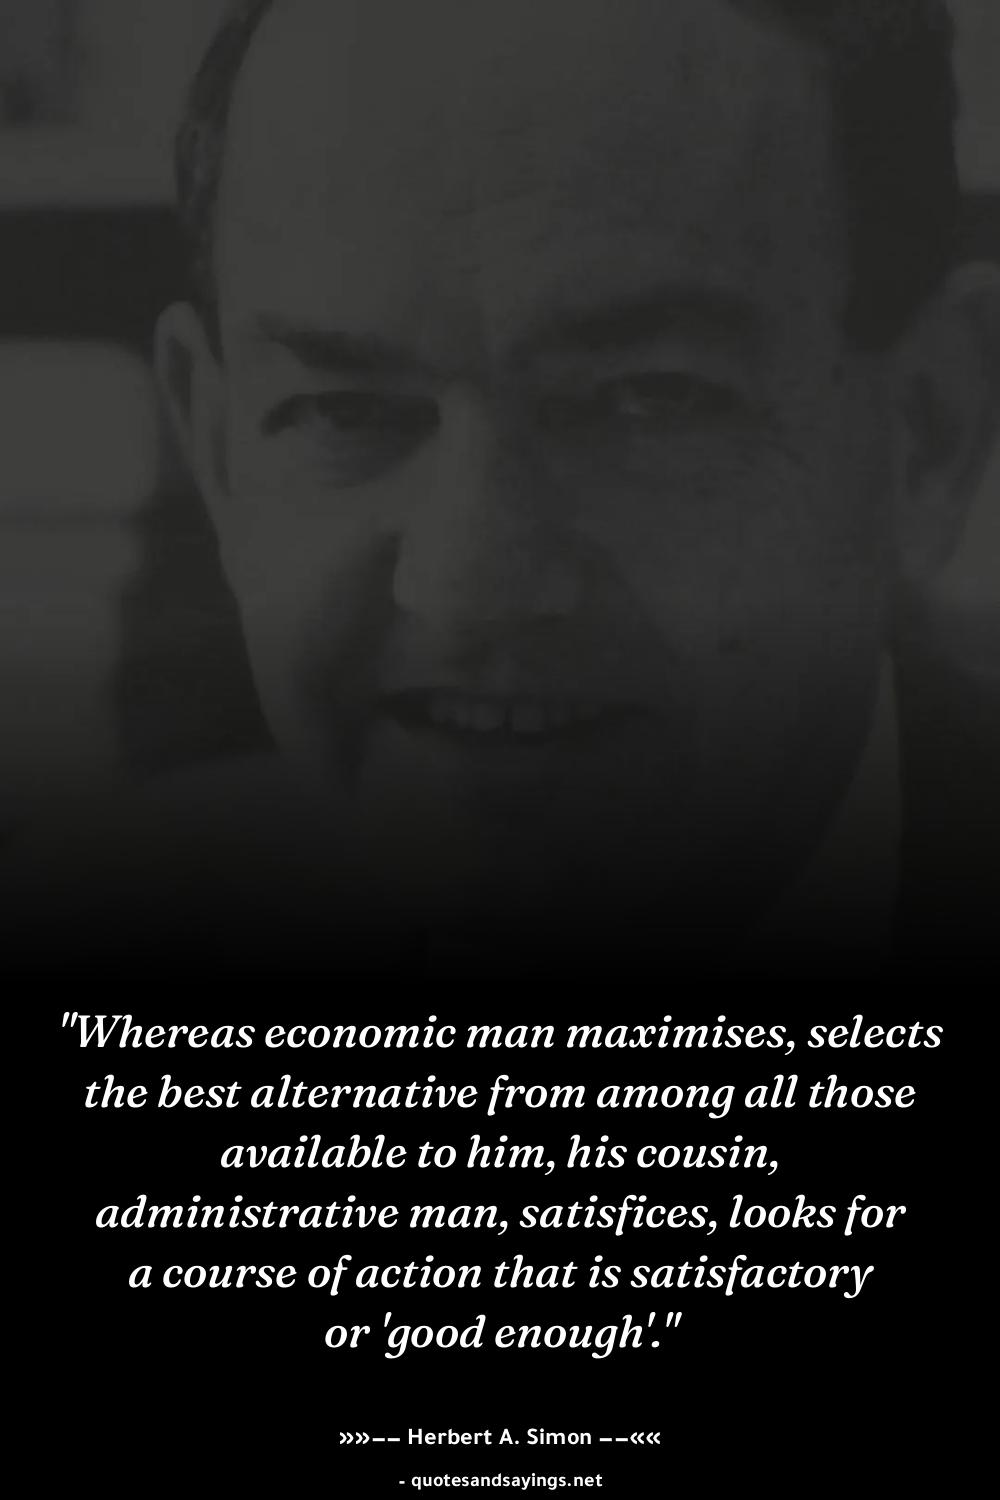 "Whereas economic man maximises, selects
the best alternative from among all those
available to him, his cousin,
administrative man, satisfices, looks for
a course of action that is satisfactory
or 'good enough'."
»»−− Herbert A. Simon −−««
- quotesandsayings.net